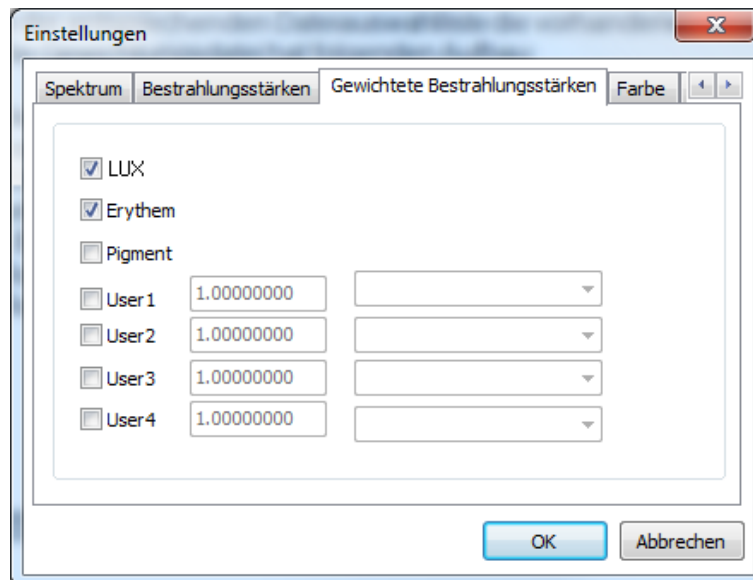 Einstellungen
Spektrum Bestrahlungsstärken Gewichtete Bestrahlungsstärken Farbe
LUX
Erythem
Pigment
User1 1.00000000
User2 1.00000000
User3 1.00000000
User4 1.00000000
OK Abbrechen